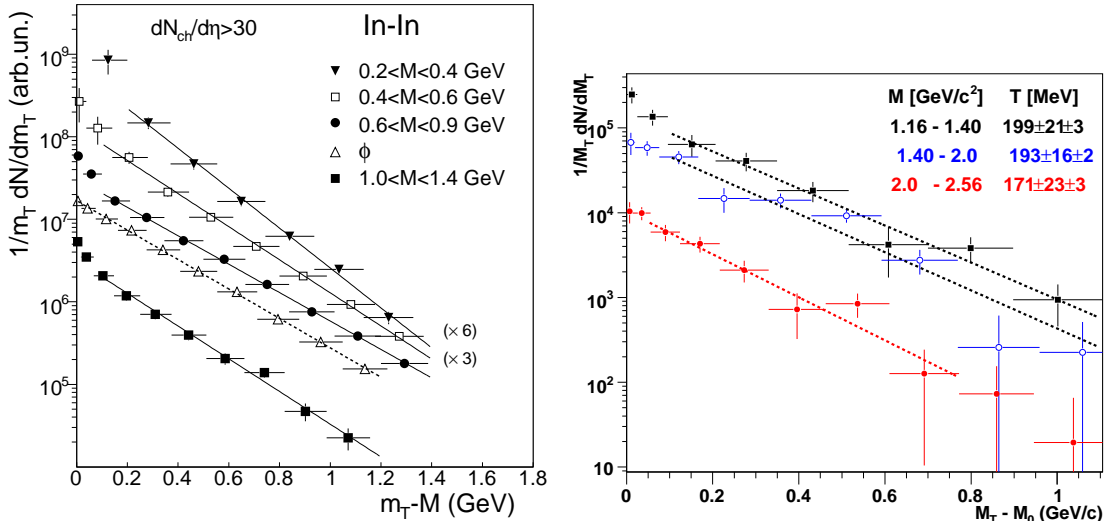 dN_ch/dη>30
In-In
0.2<M<0.4 GeV
0.4<M<0.6 GeV
0.6<M<0.9 GeV
ϕ
1.0<M<1.4 GeV
(× 6)
(× 3)
1/m_T dN/dm_T (arb.un.)
10^9
10^8
10^7
10^6
10^5
0 0.2 0.4 0.6 0.8 1.0 1.2 1.4 1.6 1.8
m_T-M (GeV)
M [GeV/c^2] T [MeV]
1.16 - 1.40 199±21±3
1.40 - 2.0 193±16±2
2.0 - 2.56 171±23±3
1/M_T dN/dM_T
10^5
10^4
10^3
10^2
10
0 0.2 0.4 0.6 0.8 1
M_T - M_0 (GeV/c)